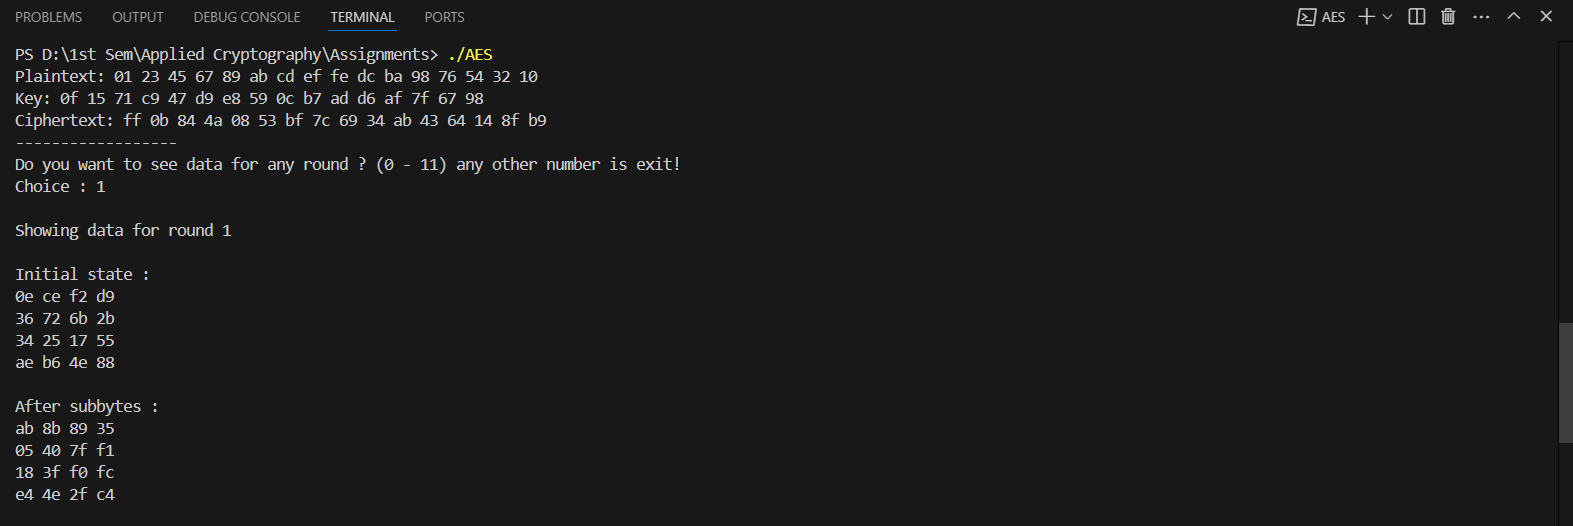 PROBLEMS OUTPUT DEBUG CONSOLE TERMINAL PORTS AES
PS D:\1st Sem\Applied Cryptography\Assignments> ./AES
Plaintext: 01 23 45 67 89 ab cd ef fe dc ba 98 76 54 32 10
Key: 0f 15 71 c9 47 d9 e8 59 0c b7 ad d6 af 7f 67 98
Ciphertext: ff 0b 84 4a 08 53 bf 7c 69 34 ab 43 64 14 8f b9
------------------
Do you want to see data for any round ? (0 - 11) any other number is exit!
Choice : 1
Showing data for round 1
Initial state :
0e ce f2 d9
36 72 6b 2b
34 25 17 55
ae b6 4e 88
After subbytes :
ab 8b 89 35
05 40 7f f1
18 3f f0 fc
e4 4e 2f c4